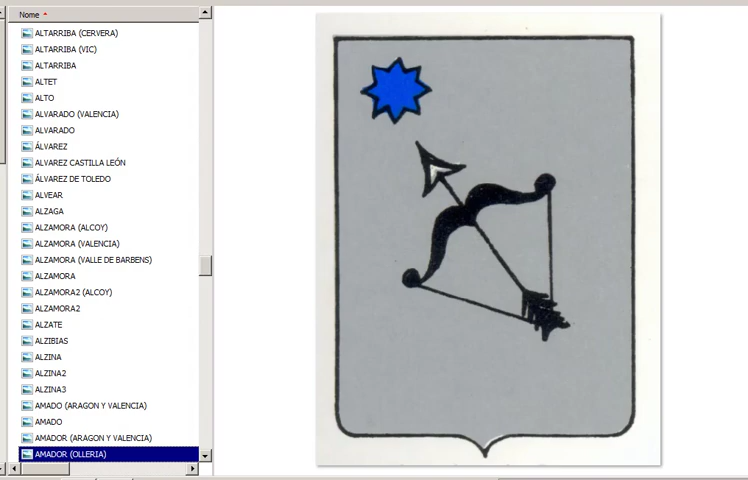 Nome
ALTARRIBA (CERVERA)
ALTARRIBA (VIC)
ALTARRIBA
ALTET
ALTO
ALVARADO (VALENCIA)
ALVARADO
ÁLVAREZ
ALVAREZ CASTILLA LEÓN
ÁLVAREZ DE TOLEDO
ALVEAR
ALZAGA
ALZAMORA (ALCOY)
ALZAMORA (VALENCIA)
ALZAMORA (VALLE DE BARBENS)
ALZAMORA
ALZAMORA2 (ALCOY)
ALZAMORA2
ALZATE
ALZIBIAS
ALZINA
ALZINA2
ALZINA3
AMADO (ARAGON Y VALENCIA)
AMADO
AMADOR (ARAGON Y VALENCIA)
AMADOR (OLLERIA)